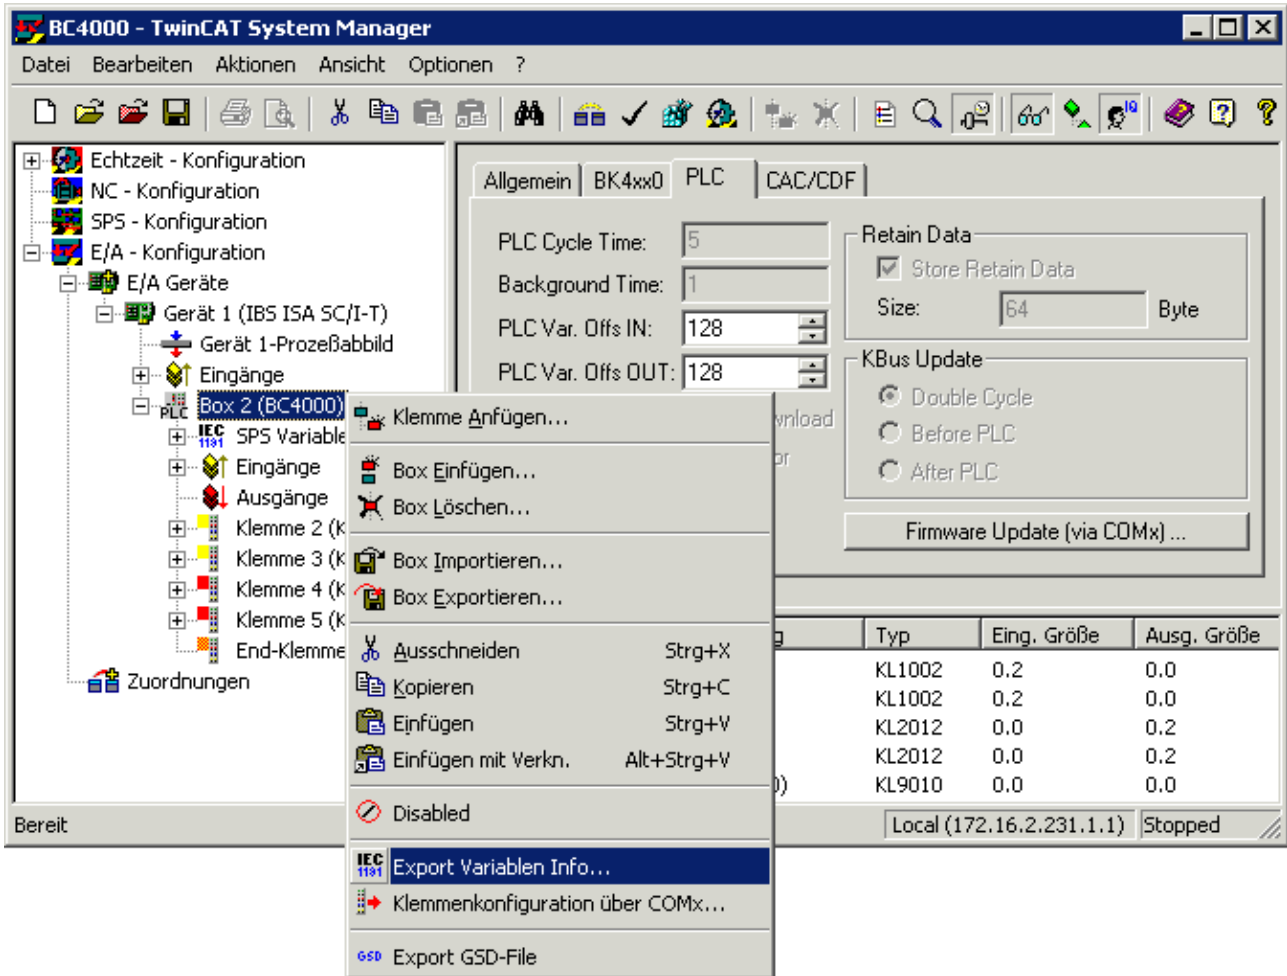 BC4000 - TwinCAT System Manager
Datei Bearbeiten Aktionen Ansicht Optionen ?
Echtzeit - Konfiguration
NC - Konfiguration
SPS - Konfiguration
E/A - Konfiguration
E/A Geräte
Gerät 1 (IBS ISA SC/I-T)
Gerät 1-Prozeßabbild
Eingänge
PLC Box 2 (BC4000)
IEC 1131 SPS Variable
Eingänge
Ausgänge
Klemme 2 (K
Klemme 3 (K
Klemme 4 (K
Klemme 5 (K
End-Klemme
Zuordnungen
Allgemein BK4xx0 PLC CAC/CDF
PLC Cycle Time: 5
Background Time: 1
PLC Var. Offs IN: 128
PLC Var. Offs OUT: 128
wnload
or
Retain Data
Store Retain Data
Size: 64 Byte
KBus Update
Double Cycle
Before PLC
After PLC
Firmware Update (via COMx) ...
g Typ Eing. Größe Ausg. Größe
KL1002 0.2 0.0
KL1002 0.2 0.0
KL2012 0.0 0.2
KL2012 0.0 0.2
) KL9010 0.0 0.0
Klemme Anfügen...
Box Einfügen...
Box Löschen...
Box Importieren...
Box Exportieren...
Ausschneiden Strg+X
Kopieren Strg+C
Einfügen Strg+V
Einfügen mit Verkn. Alt+Strg+V
Disabled
IEC 1131 Export Variablen Info...
Klemmenkonfiguration über COMx...
GSD Export GSD-File
Bereit Local (172.16.2.231.1.1) Stopped